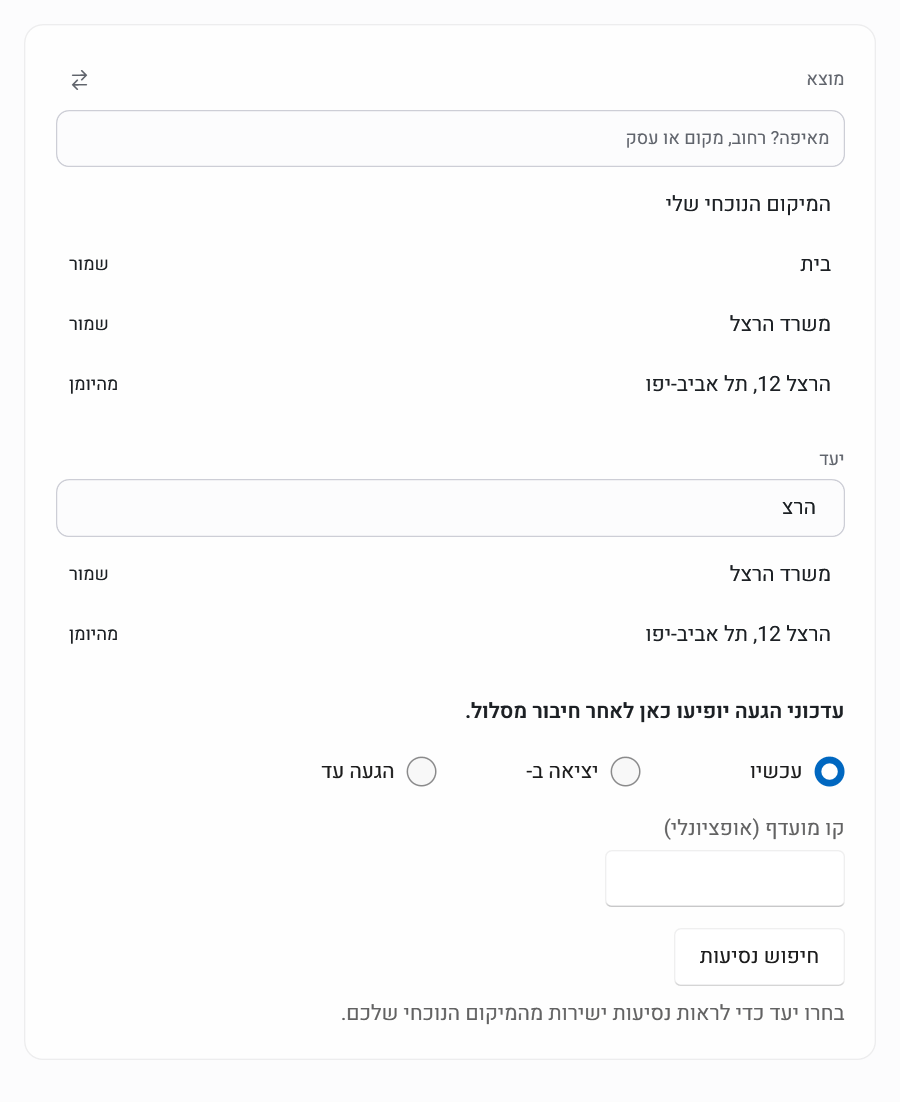 מוצא
מאיפה? רחוב, מקום או עסק
המיקום הנוכחי שלי
בית שמור
משרד הרצל שמור
הרצל 12, תל אביב-יפו מהיומן
יעד
הרצ
משרד הרצל שמור
הרצל 12, תל אביב-יפו מהיומן
עדכוני הגעה יופיעו כאן לאחר חיבור מסלול.
עכשיו יציאה ב- הגעה עד
קו מועדף (אופציונלי)
חיפוש נסיעות
בחרו יעד כדי לראות נסיעות ישירות מהמיקום הנוכחי שלכם.